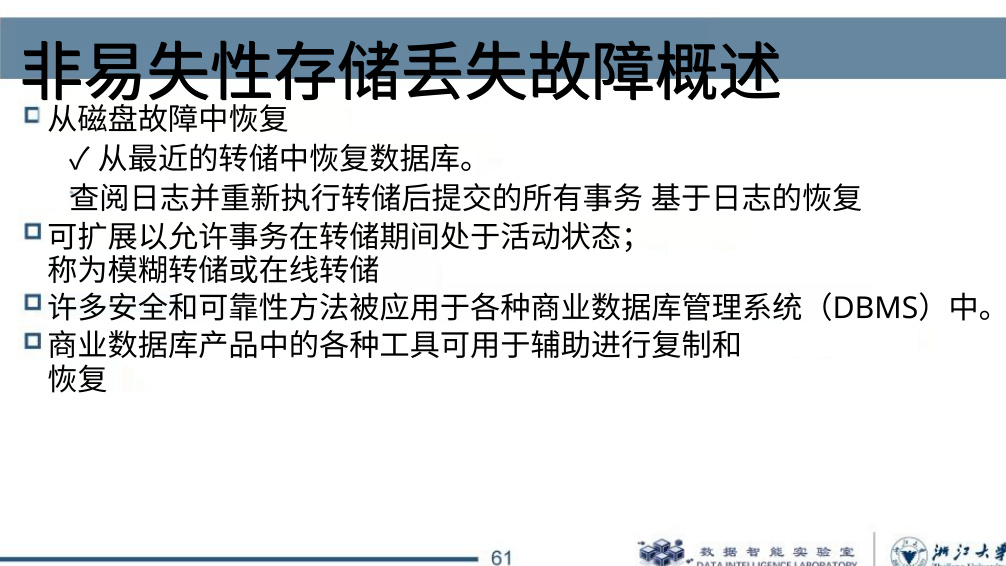 非易失性存储丢失故障概述
从磁盘故障中恢复
✓ 从最近的转储中恢复数据库。
查阅日志并重新执行转储后提交的所有事务 基于日志的恢复
可扩展以允许事务在转储期间处于活动状态；
称为模糊转储或在线转储
许多安全和可靠性方法被应用于各种商业数据库管理系统（DBMS）中。
商业数据库产品中的各种工具可用于辅助进行复制和
恢复
61
数据智能实验室
DATA INTELLIGENCE LABORATORY
浙江大学